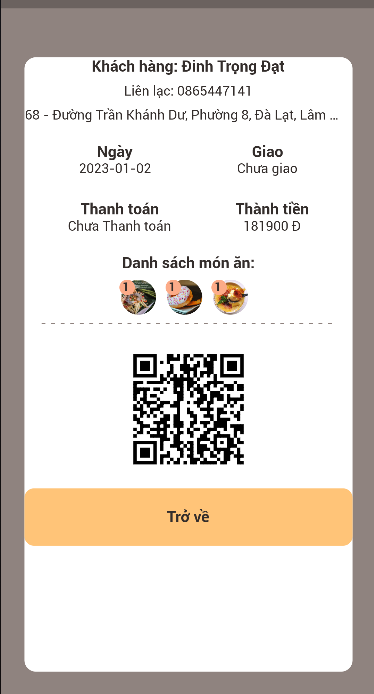 Khách hàng: Đinh Trọng Đạt
Liên lạc: 0865447141
68 - Đường Trần Khánh Dư, Phường 8, Đà Lạt, Lâm ...
Ngày Giao
2023-01-02 Chưa giao
Thanh toán Thành tiền
Chưa Thanh toán 181900 Đ
Danh sách món ăn:
1 1 1
Trở về